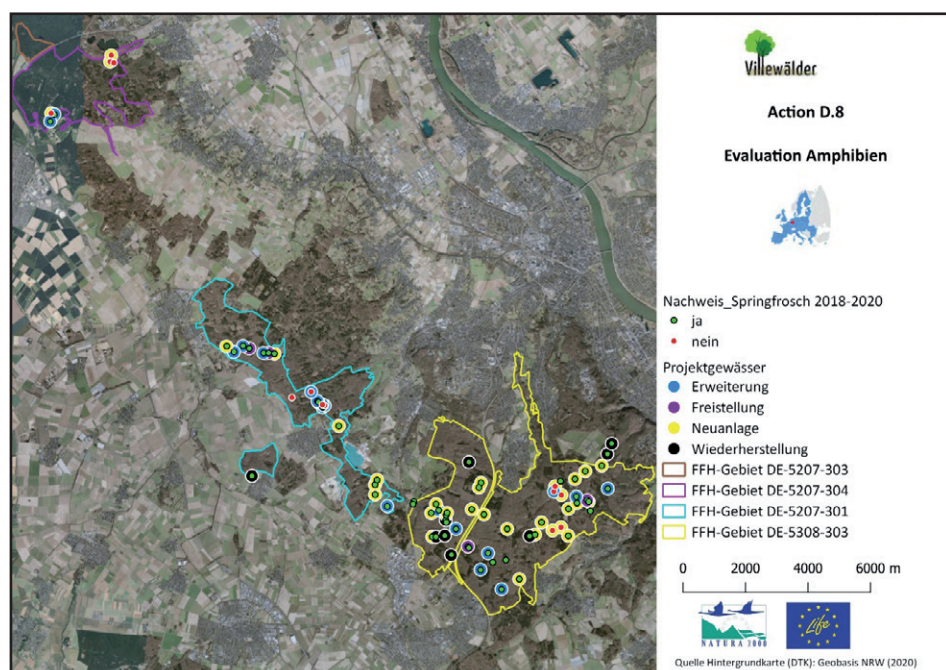 Villewälder
Action D.8
Evaluation Amphibien
Nachweis_Springfrosch 2018-2020
ja
nein
Projektgewässer
Erweiterung
Freistellung
Neuanlage
Wiederherstellung
FFH-Gebiet DE-5207-303
FFH-Gebiet DE-5207-304
FFH-Gebiet DE-5207-301
FFH-Gebiet DE-5308-303
0 2000 4000 6000 m
NATURA 2000
Life
Quelle Hintergrundkarte (DTK): Geobasis NRW (2020)